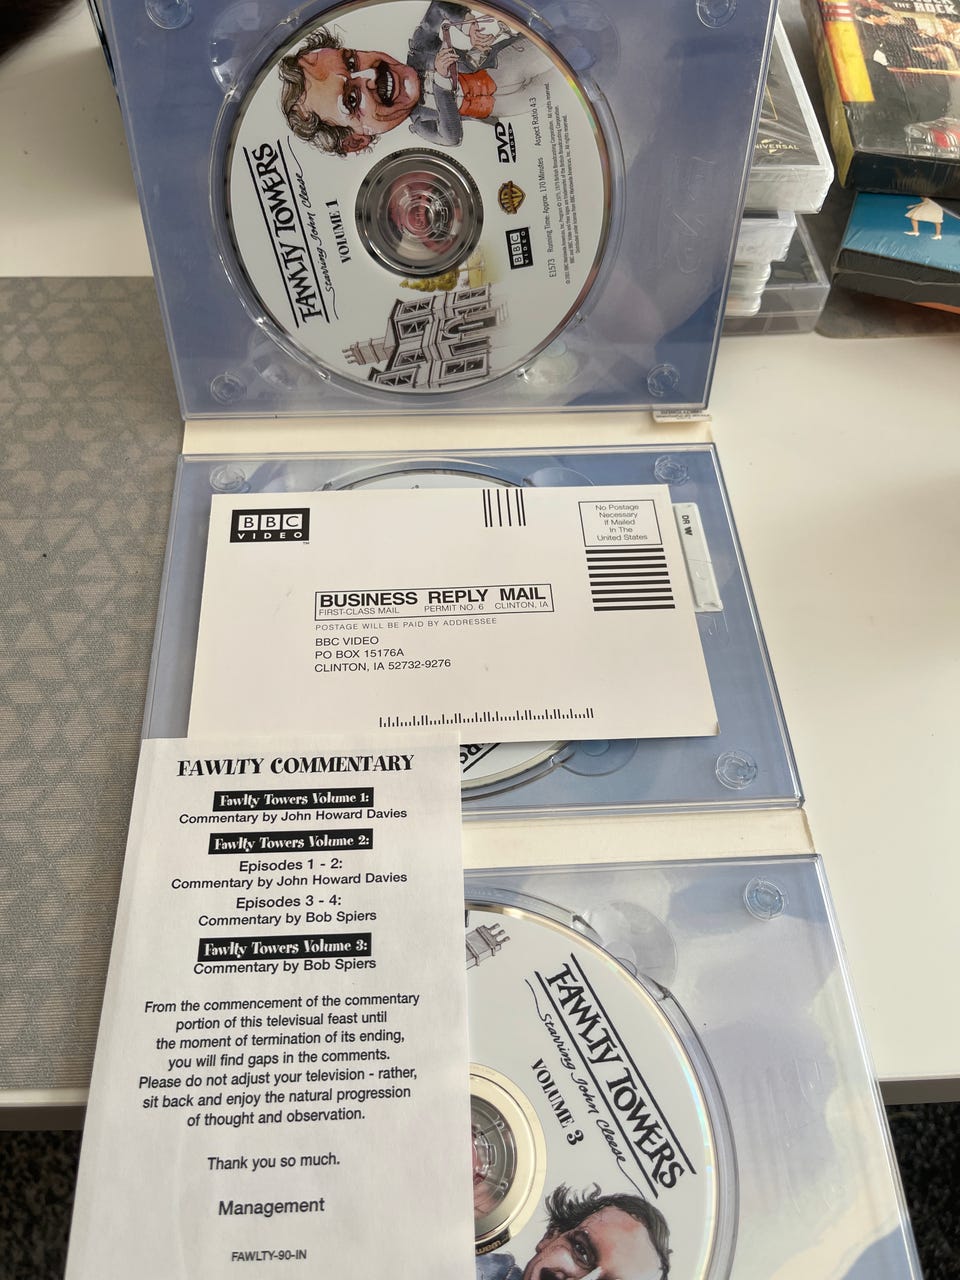 THE ROCK
UNIVERSAL
FAWLTY TOWERS
Starring John Cleese
VOLUME 1
DVD
VIDEO
BBC
VIDEO
E1573 Running Time: Approx. 170 Minutes Aspect Ratio 4:3
DR W
BBC
VIDEO
™
No Postage
Necessary
If Mailed
In The
United States
BUSINESS REPLY MAIL
FIRST-CLASS MAIL PERMIT NO. 6 CLINTON, IA
POSTAGE WILL BE PAID BY ADDRESSEE
BBC VIDEO
PO BOX 15176A
CLINTON, IA 52732-9276
FAWLTY COMMENTARY
Fawlty Towers Volume 1:
Commentary by John Howard Davies
Fawlty Towers Volume 2:
Episodes 1 - 2:
Commentary by John Howard Davies
Episodes 3 - 4:
Commentary by Bob Spiers
Fawlty Towers Volume 3:
Commentary by Bob Spiers
From the commencement of the commentary
portion of this televisual feast until
the moment of termination of its ending,
you will find gaps in the comments.
Please do not adjust your television - rather,
sit back and enjoy the natural progression
of thought and observation.
Thank you so much.
Management
FAWLTY-90-IN
FAWLTY TOWERS
Starring John Cleese
VOLUME 3